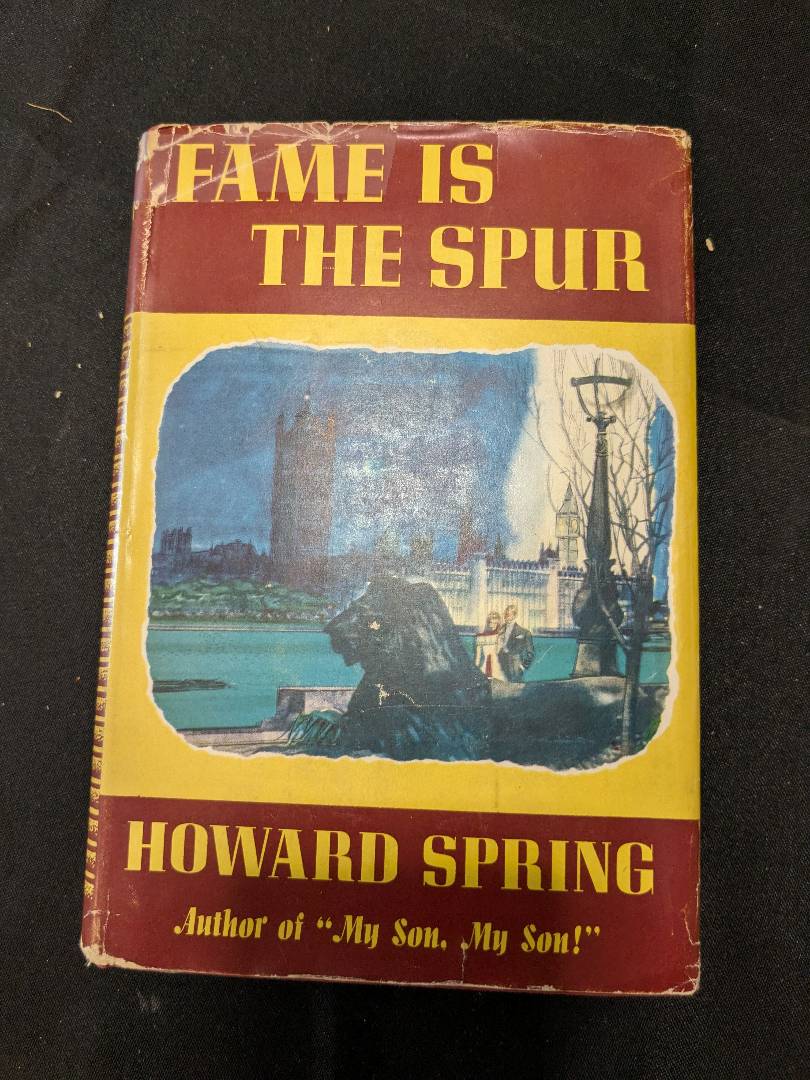 FAME IS
THE SPUR
HOWARD SPRING
Author of “My Son, My Son!”